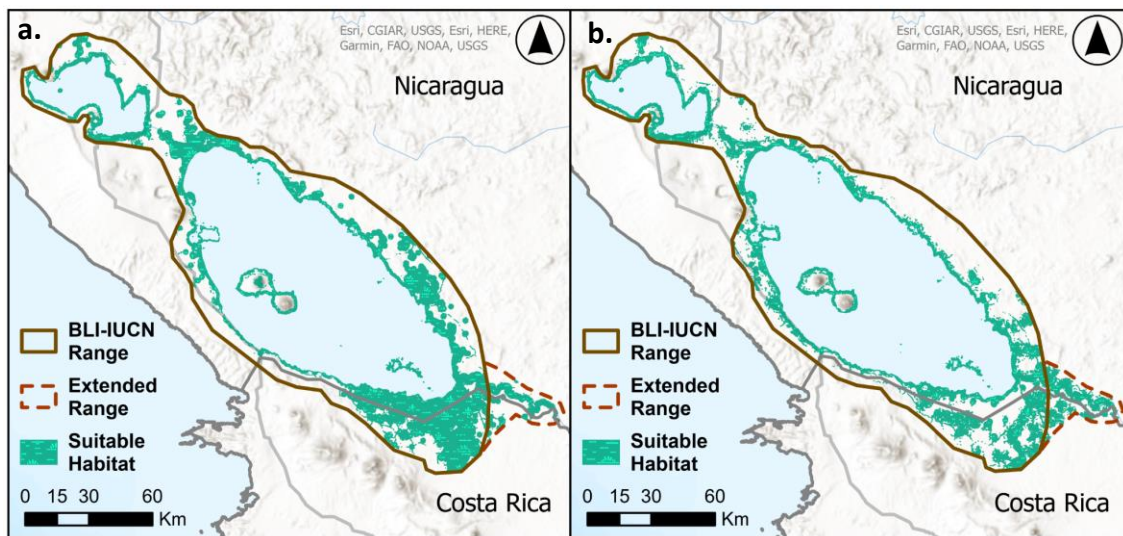 a.
Esri, CGIAR, USGS, Esri, HERE,
Garmin, FAO, NOAA, USGS
Nicaragua
BLI-IUCN
Range
Extended
Range
Suitable
Habitat
0 15 30 60
Km
Costa Rica
b.
Esri, CGIAR, USGS, Esri, HERE,
Garmin, FAO, NOAA, USGS
Nicaragua
BLI-IUCN
Range
Extended
Range
Suitable
Habitat
0 15 30 60
Km
Costa Rica